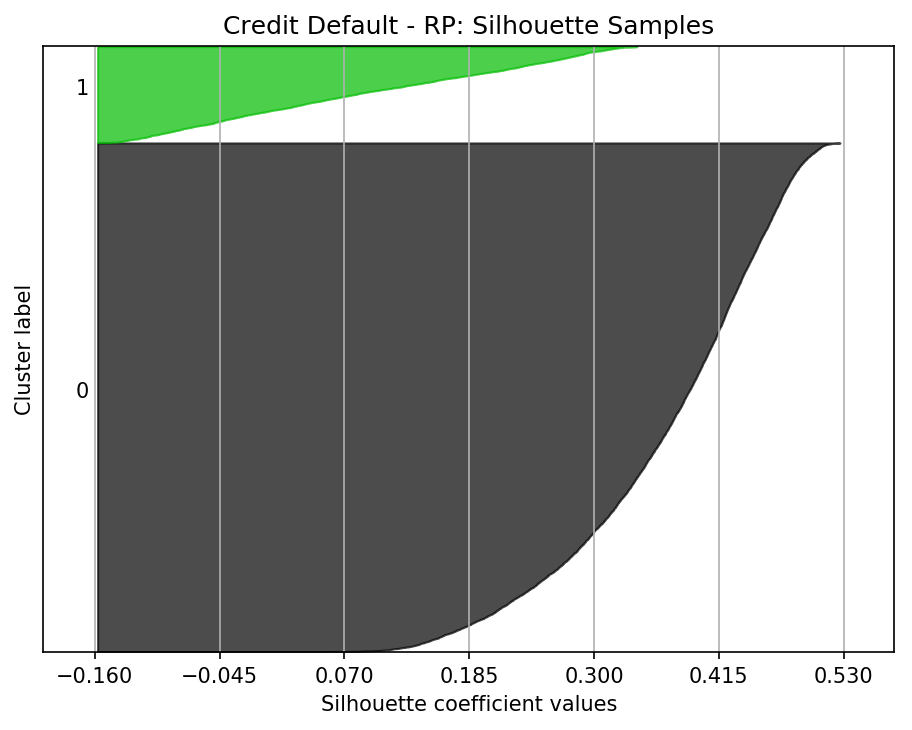 Credit Default - RP: Silhouette Samples
1
0
Cluster label
−0.160 −0.045 0.070 0.185 0.300 0.415 0.530
Silhouette coefficient values